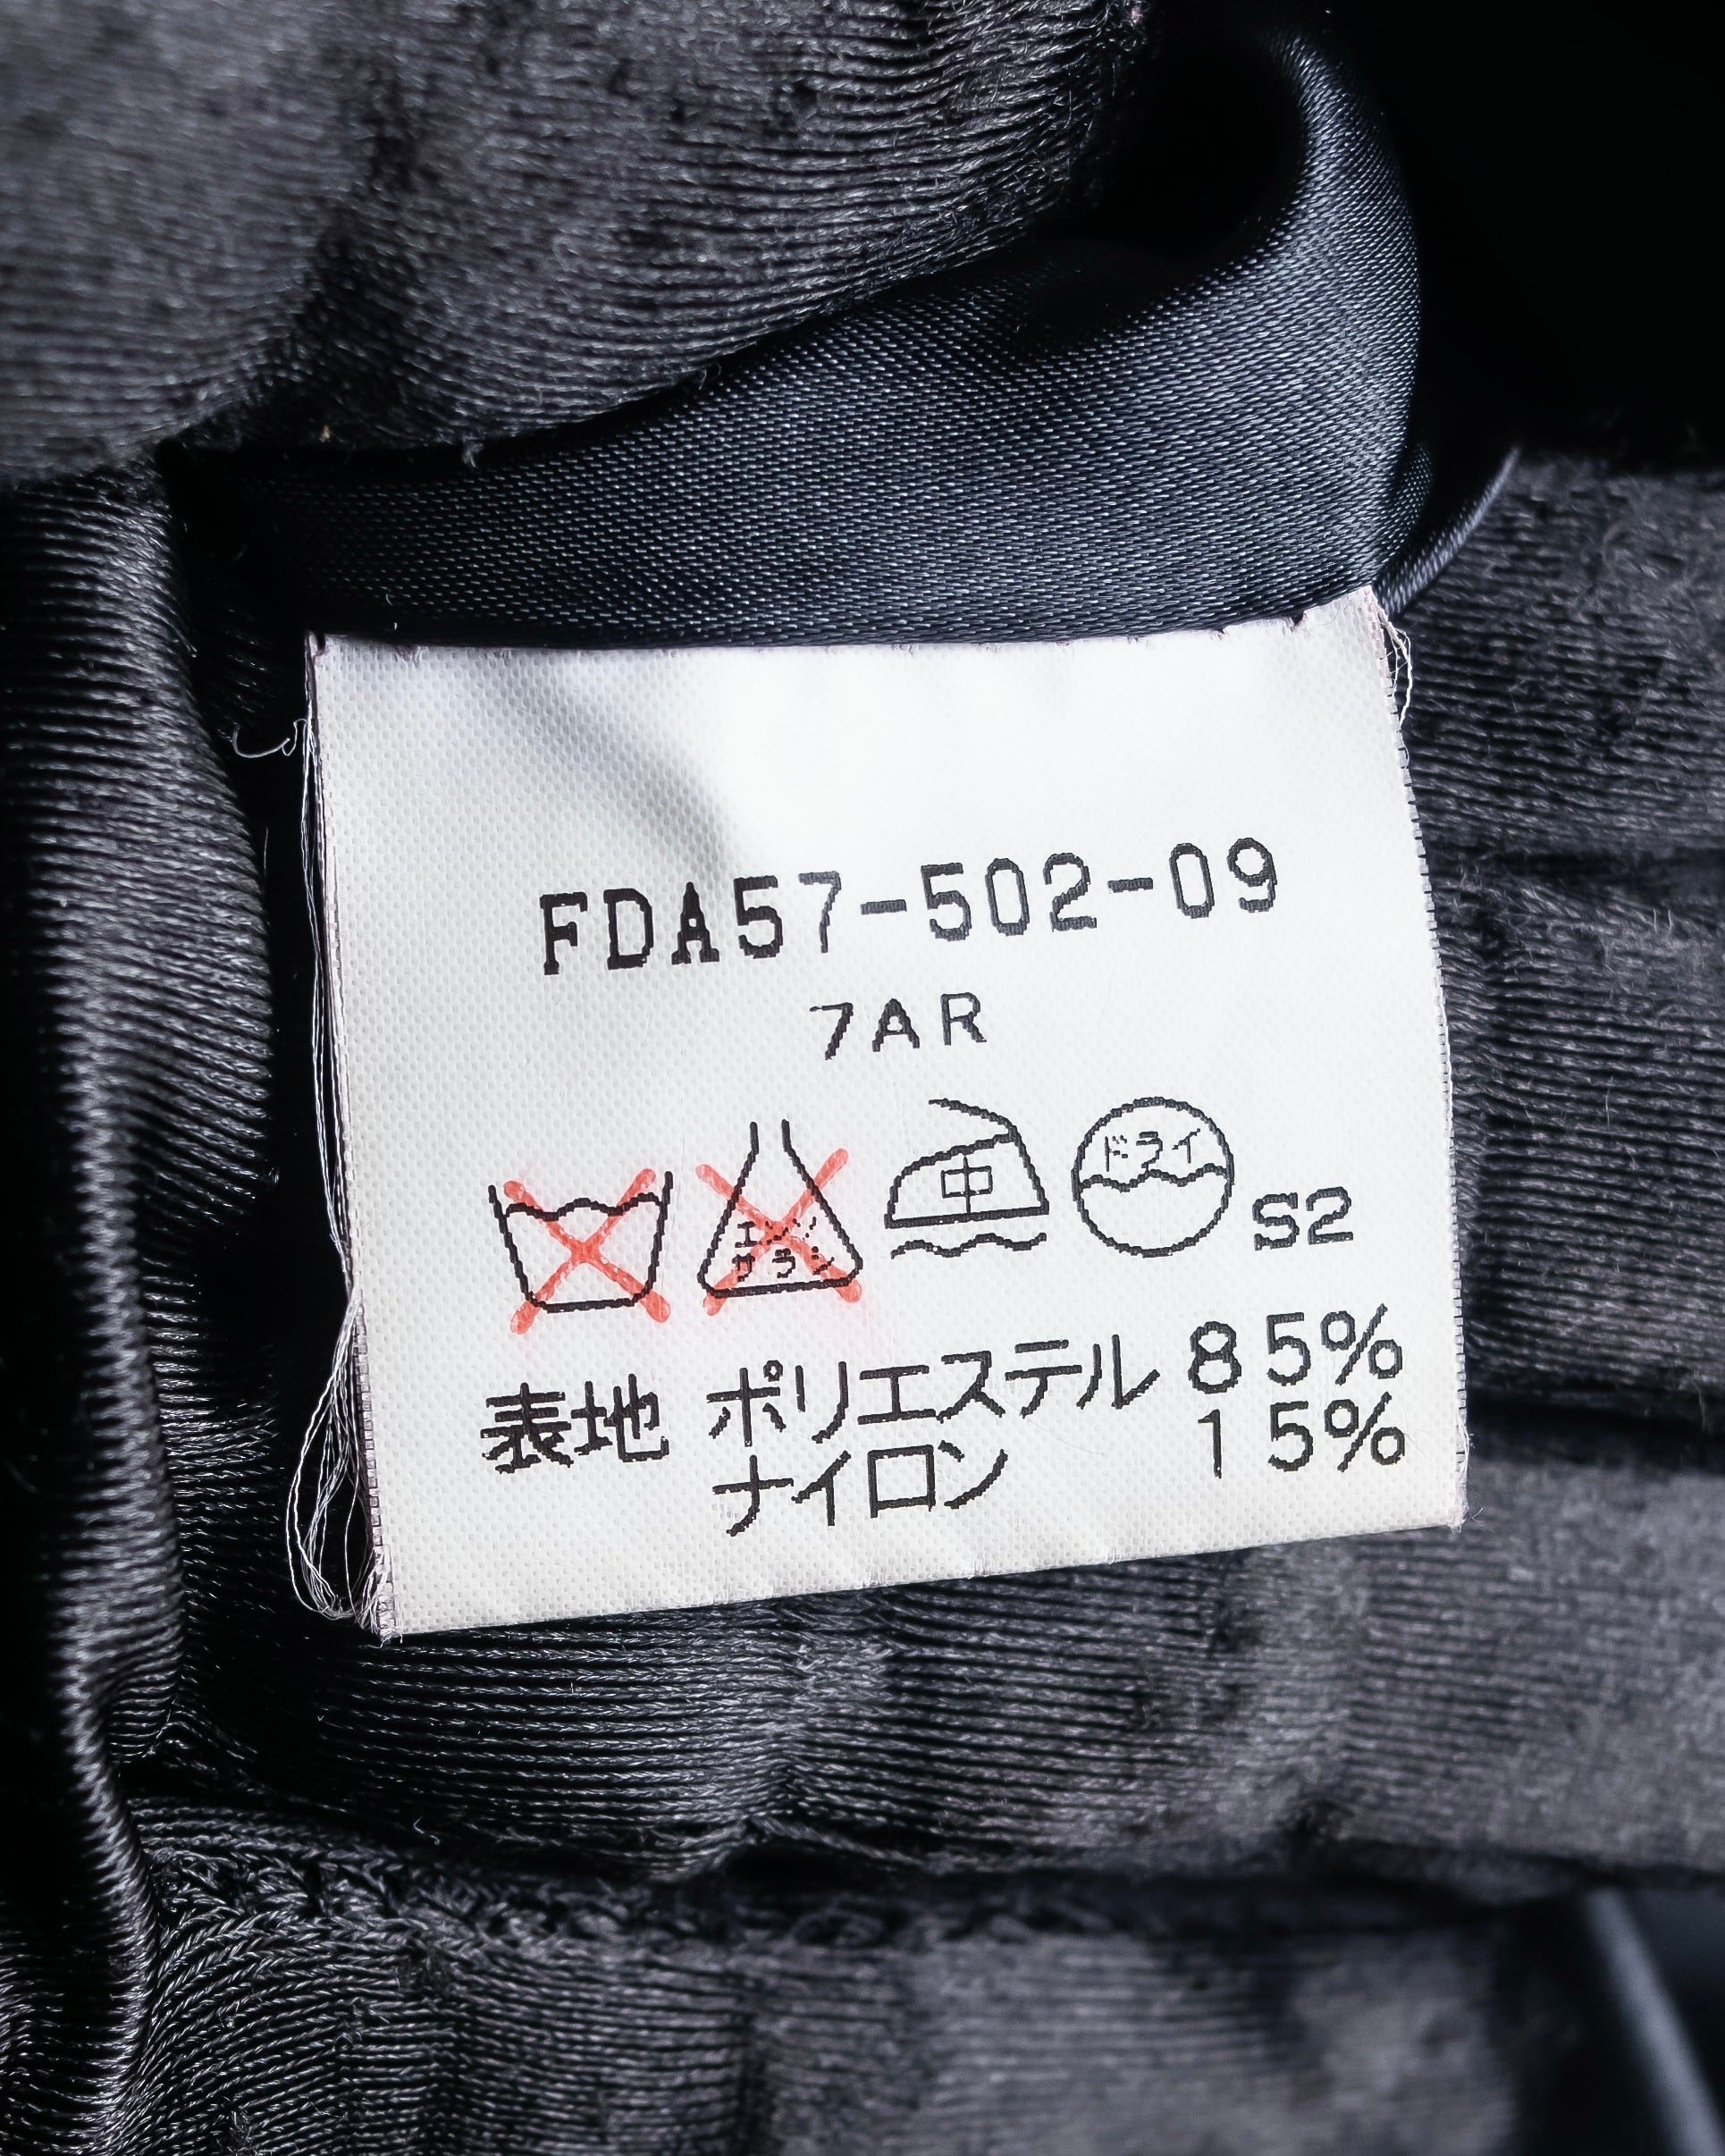 FDA57-502-09
7AR
エンソ
サラシ
中
ドライ
S2
表地 ポリエステル 85%
ナイロン 15%